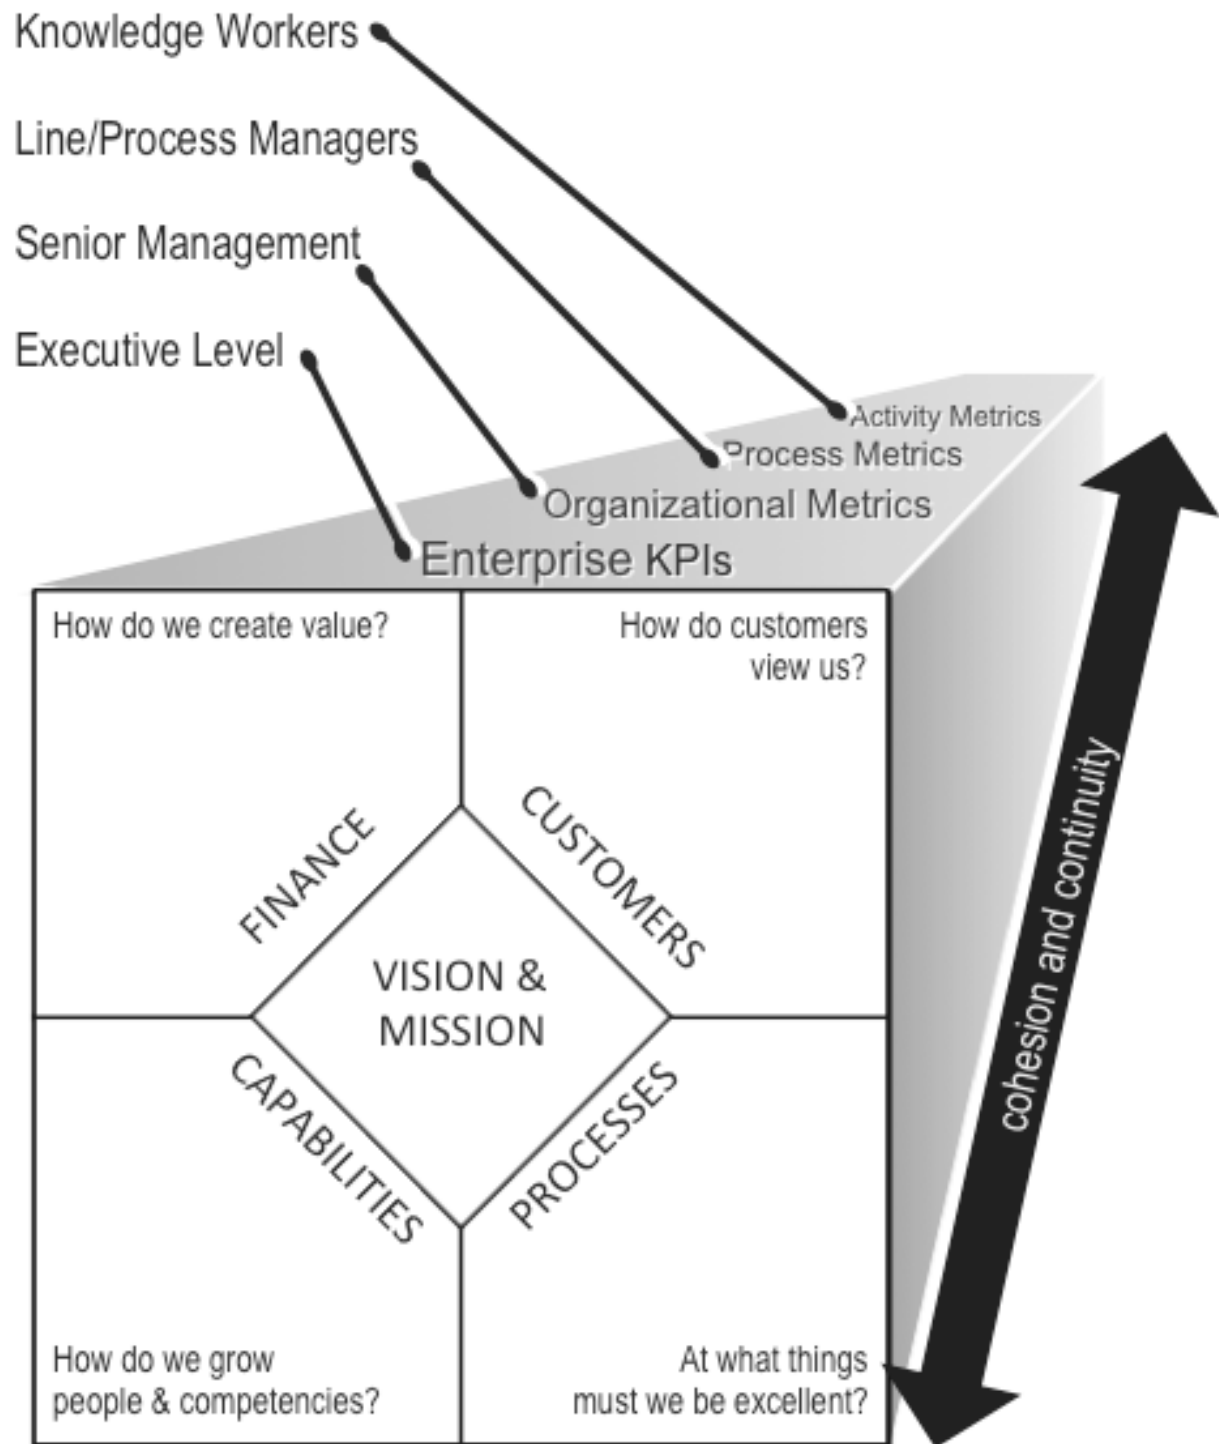 Knowledge Workers
Line/Process Managers
Senior Management
Executive Level
Activity Metrics
Process Metrics
Organizational Metrics
Enterprise KPIs
How do we create value?
How do customers
view us?
FINANCE
CUSTOMERS
VISION &
MISSION
CAPABILITIES
PROCESSES
How do we grow
people & competencies?
At what things
must we be excellent?
cohesion and continuity